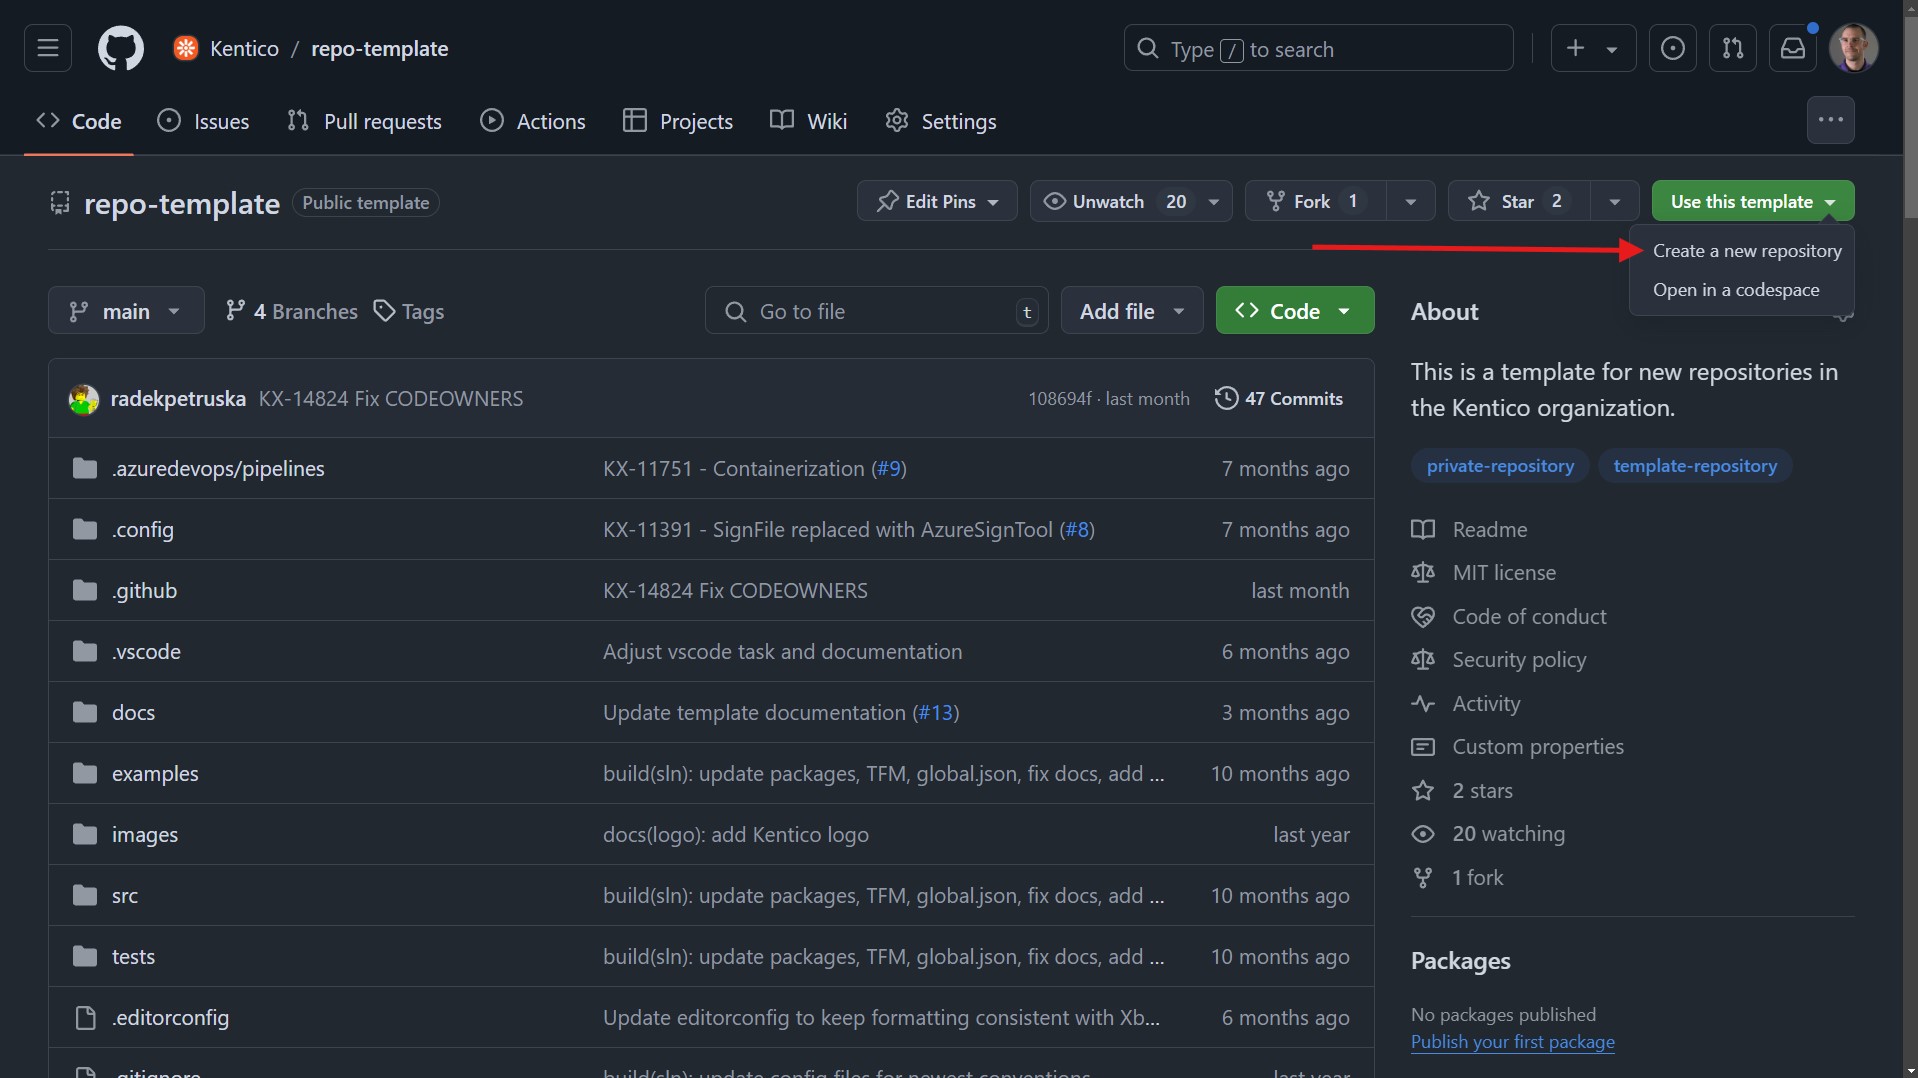 Kentico / repo-template
Type / to search
Code
Issues
Pull requests
Actions
Projects
Wiki
Settings
repo-template
Public template
Edit Pins
Unwatch 20
Fork 1
Star 2
Use this template
Create a new repository
Open in a codespace
main
4 Branches
Tags
Go to file
t
Add file
Code
radekpetruska KX-14824 Fix CODEOWNERS 108694f · last month 47 Commits
.azuredevops/pipelines KX-11751 - Containerization (#9) 7 months ago
.config KX-11391 - SignFile replaced with AzureSignTool (#8) 7 months ago
.github KX-14824 Fix CODEOWNERS last month
.vscode Adjust vscode task and documentation 6 months ago
docs Update template documentation (#13) 3 months ago
examples build(sln): update packages, TFM, global.json, fix docs, add ... 10 months ago
images docs(logo): add Kentico logo last year
src build(sln): update packages, TFM, global.json, fix docs, add ... 10 months ago
tests build(sln): update packages, TFM, global.json, fix docs, add ... 10 months ago
.editorconfig Update editorconfig to keep formatting consistent with Xb... 6 months ago
.gitignore build(sln): update config files for newest conventions last year
About
This is a template for new repositories in
the Kentico organization.
private-repository
template-repository
Readme
MIT license
Code of conduct
Security policy
Activity
Custom properties
2 stars
20 watching
1 fork
Packages
No packages published
Publish your first package